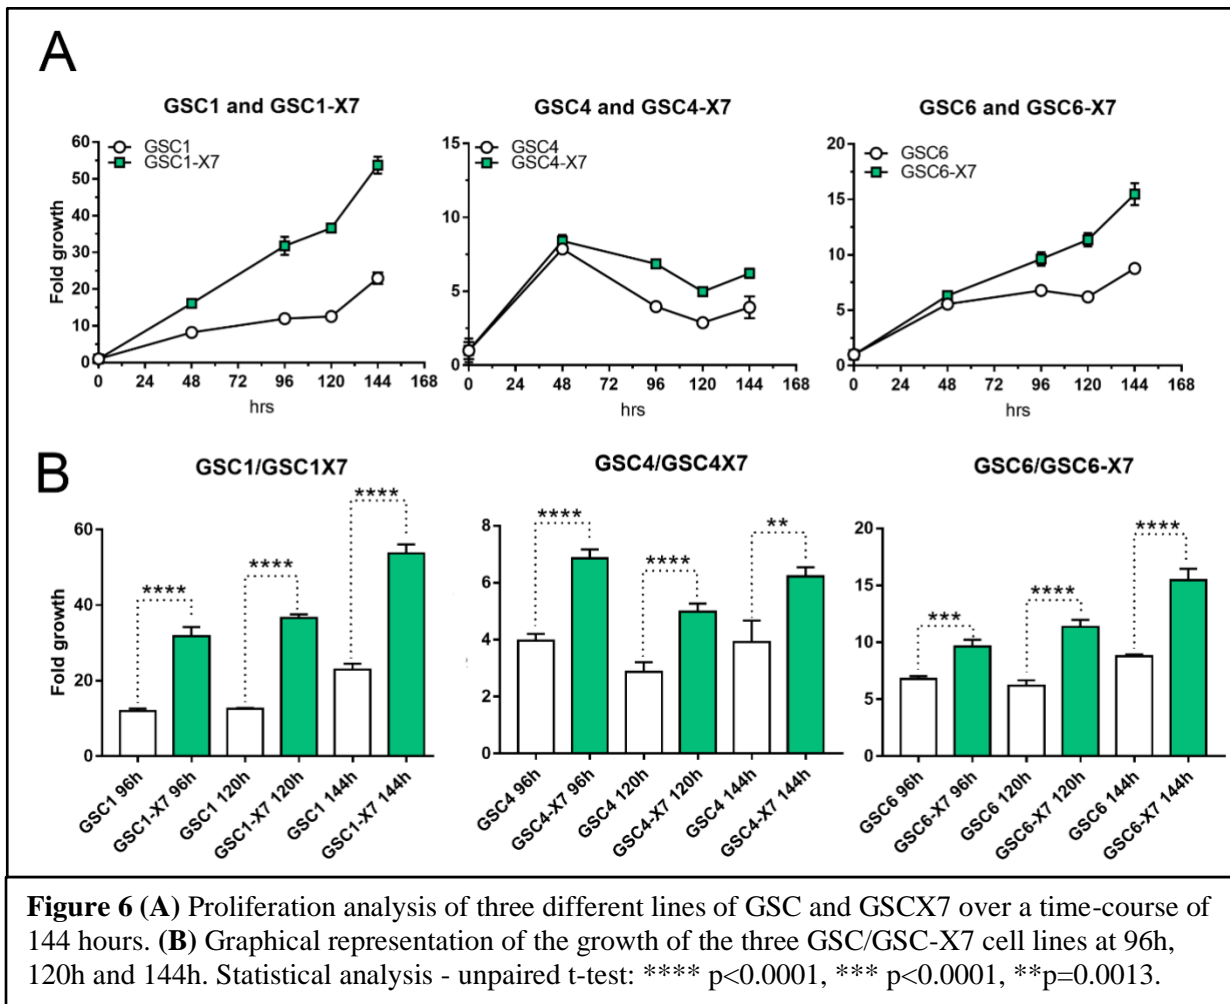 A
GSC1 and GSC1-X7
GSC4 and GSC4-X7
GSC6 and GSC6-X7
Fold growth
60
50
40
30
20
10
0
GSC1
GSC1-X7
0 24 48 72 96 120 144 168
hrs
15
10
5
0
GSC4
GSC4-X7
0 24 48 72 96 120 144 168
hrs
20
15
10
5
0
GSC6
GSC6-X7
0 24 48 72 96 120 144 168
hrs
B
GSC1/GSC1X7
GSC4/GSC4X7
GSC6/GSC6-X7
Fold growth
60
40
20
0
**** **** ****
GSC1 96h
GSC1-X7 96h
GSC1 120h
GSC1-X7 120h
GSC1 144h
GSC1-X7 144h
8
6
4
2
0
**** **** **
GSC4 96h
GSC4-X7 96h
GSC4 120h
GSC4-X7 120h
GSC4 144h
GSC4-X7 144h
20
15
10
5
0
*** **** ****
GSC6 96h
GSC6-X7 96h
GSC6 120h
GSC6-X7 120h
GSC6 144h
GSC6-X7 144h
Figure 6 (A) Proliferation analysis of three different lines of GSC and GSCX7 over a time-course of
144 hours. (B) Graphical representation of the growth of the three GSC/GSC-X7 cell lines at 96h,
120h and 144h. Statistical analysis - unpaired t-test: **** p<0.0001, *** p<0.0001, **p=0.0013.